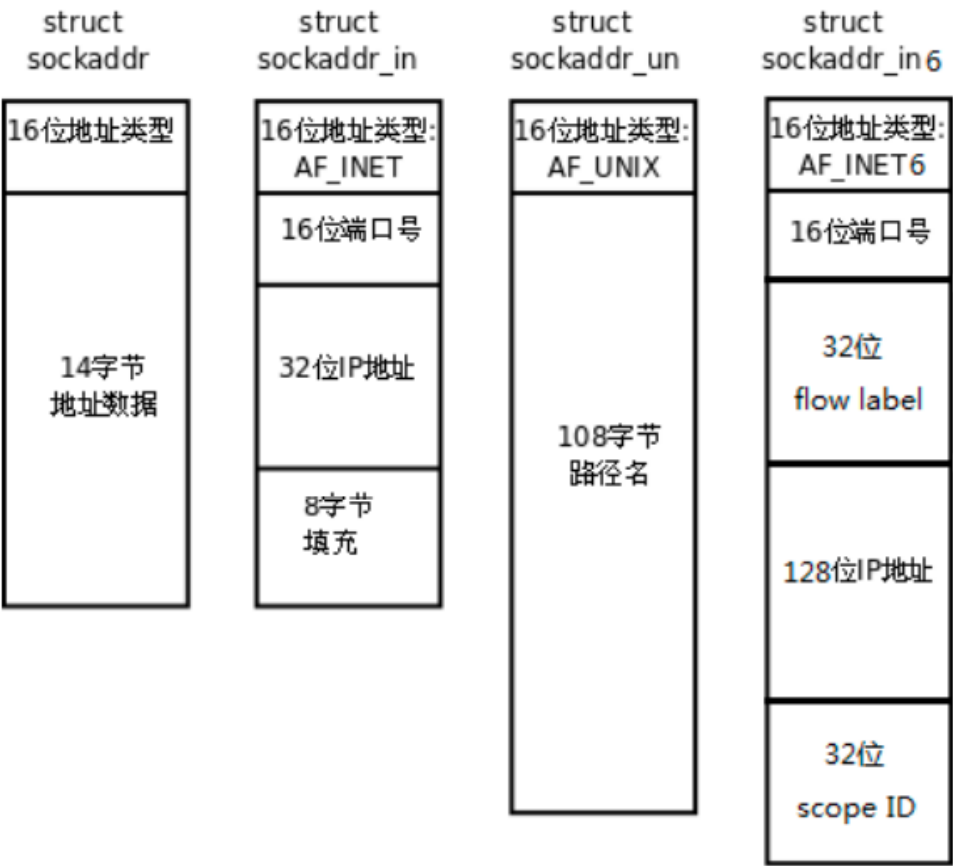 struct
sockaddr
16位地址类型
14字节
地址数据
struct
sockaddr_in
16位地址类型:
AF_INET
16位端口号
32位IP地址
8字节
填充
struct
sockaddr_un
16位地址类型:
AF_UNIX
108字节
路径名
struct
sockaddr_in6
16位地址类型:
AF_INET6
16位端口号
32位
flow label
128位IP地址
32位
scope ID